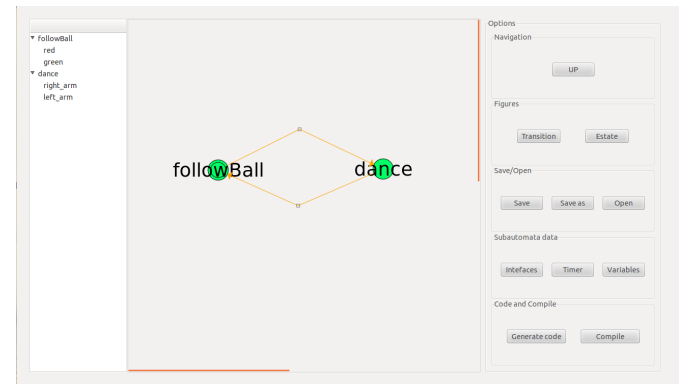 followBall
red
green
dance
right_arm
left_arm
followBall
dance
Options
Navigation
UP
Figures
Transition Estate
Save/Open
Save Save as Open
Subautomata data
Intefaces Timer Variables
Code and Compile
Generate code Compile